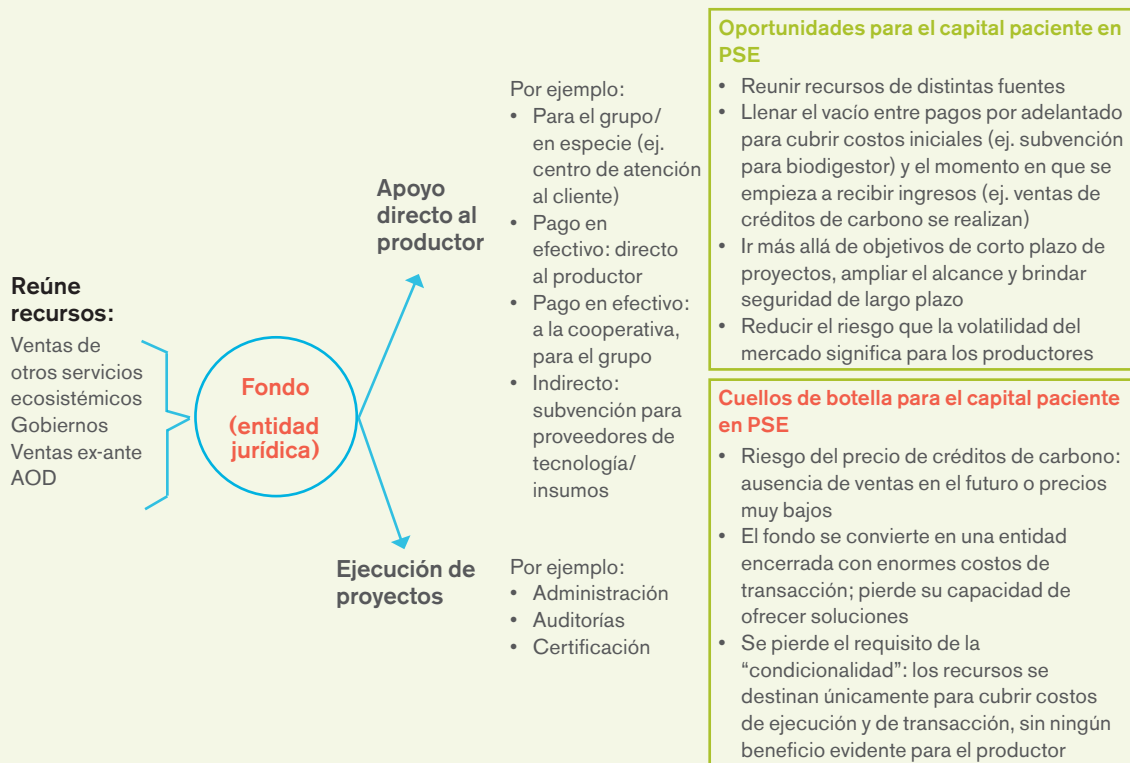 Reúne
recursos:
Ventas de
otros servicios
ecosistémicos
Gobiernos
Ventas ex-ante
AOD
Fondo
(entidad
jurídica)
Apoyo
directo al
productor
Por ejemplo:
• Para el grupo/
en especie (ej.
centro de atención
al cliente)
• Pago en
efectivo: directo
al productor
• Pago en efectivo:
a la cooperativa,
para el grupo
• Indirecto:
subvención para
proveedores de
tecnología/
insumos
Ejecución de
proyectos
Por ejemplo:
• Administración
• Auditorías
• Certificación
Oportunidades para el capital paciente en
PSE
• Reunir recursos de distintas fuentes
• Llenar el vacío entre pagos por adelantado
para cubrir costos iniciales (ej. subvención
para biodigestor) y el momento en que se
empieza a recibir ingresos (ej. ventas de
créditos de carbono se realizan)
• Ir más allá de objetivos de corto plazo de
proyectos, ampliar el alcance y brindar
seguridad de largo plazo
• Reducir el riesgo que la volatilidad del
mercado significa para los productores
Cuellos de botella para el capital paciente
en PSE
• Riesgo del precio de créditos de carbono:
ausencia de ventas en el futuro o precios
muy bajos
• El fondo se convierte en una entidad
encerrada con enormes costos de
transacción; pierde su capacidad de
ofrecer soluciones
• Se pierde el requisito de la
“condicionalidad”: los recursos se
destinan únicamente para cubrir costos
de ejecución y de transacción, sin ningún
beneficio evidente para el productor